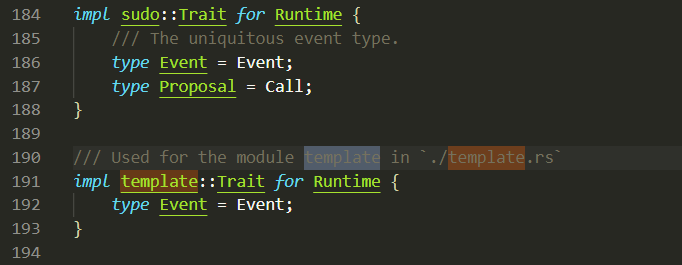 184 impl sudo::Trait for Runtime {
185     /// The uniquitous event type.
186     type Event = Event;
187     type Proposal = Call;
188 }
189
190 /// Used for the module template in `./template.rs`
191 impl template::Trait for Runtime {
192     type Event = Event;
193 }
194